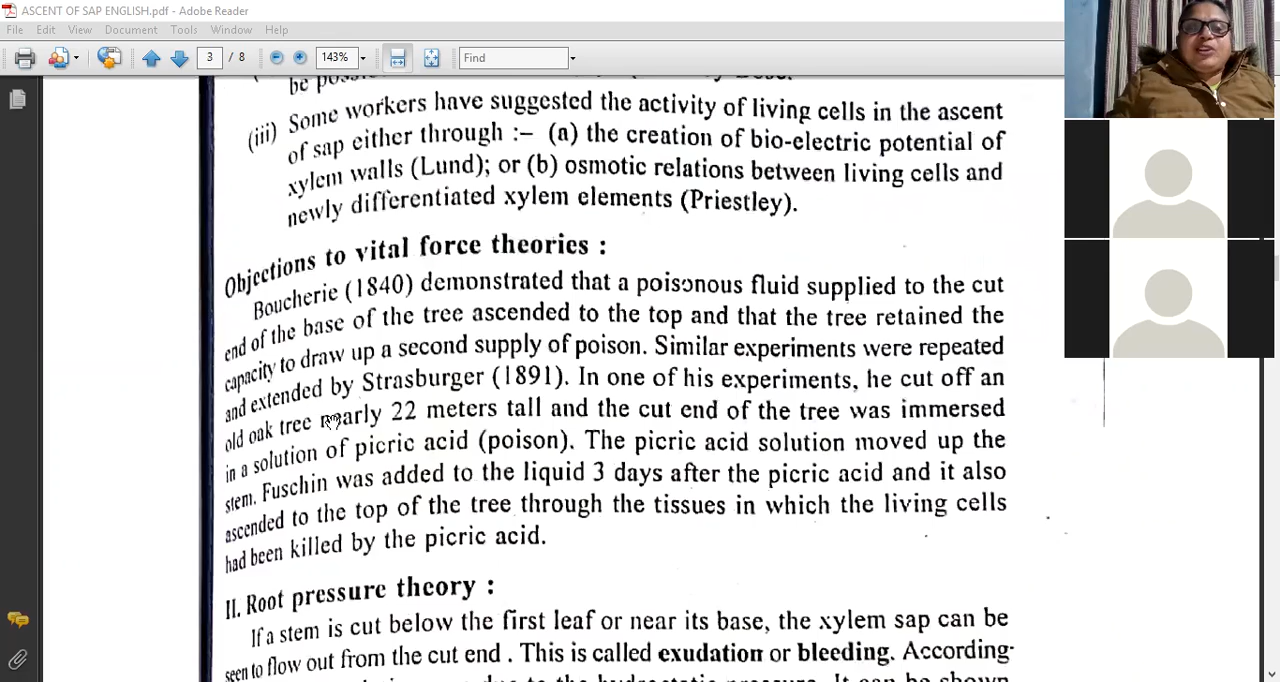 ASCENT OF SAP ENGLISH.pdf - Adobe Reader
File Edit View Document Tools Window Help
3 / 8 143% Find
be
(iii) Some workers have suggested the activity of living cells in the ascent
of sap either through :– (a) the creation of bio-electric potential of
xylem walls (Lund); or (b) osmotic relations between living cells and
newly differentiated xylem elements (Priestley).
Objections to vital force theories :
Boucherie (1840) demonstrated that a poisonous fluid supplied to the cut
end of the base of the tree ascended to the top and that the tree retained the
capacity to draw up a second supply of poison. Similar experiments were repeated
and extended by Strasburger (1891). In one of his experiments, he cut off an
old oak tree nearly 22 meters tall and the cut end of the tree was immersed
in a solution of picric acid (poison). The picric acid solution moved up the
stem. Fuschin was added to the liquid 3 days after the picric acid and it also
ascended to the top of the tree through the tissues in which the living cells
had been killed by the picric acid.
II. Root pressure theory :
If a stem is cut below the first leaf or near its base, the xylem sap can be
seen to flow out from the cut end . This is called exudation or bleeding. According-